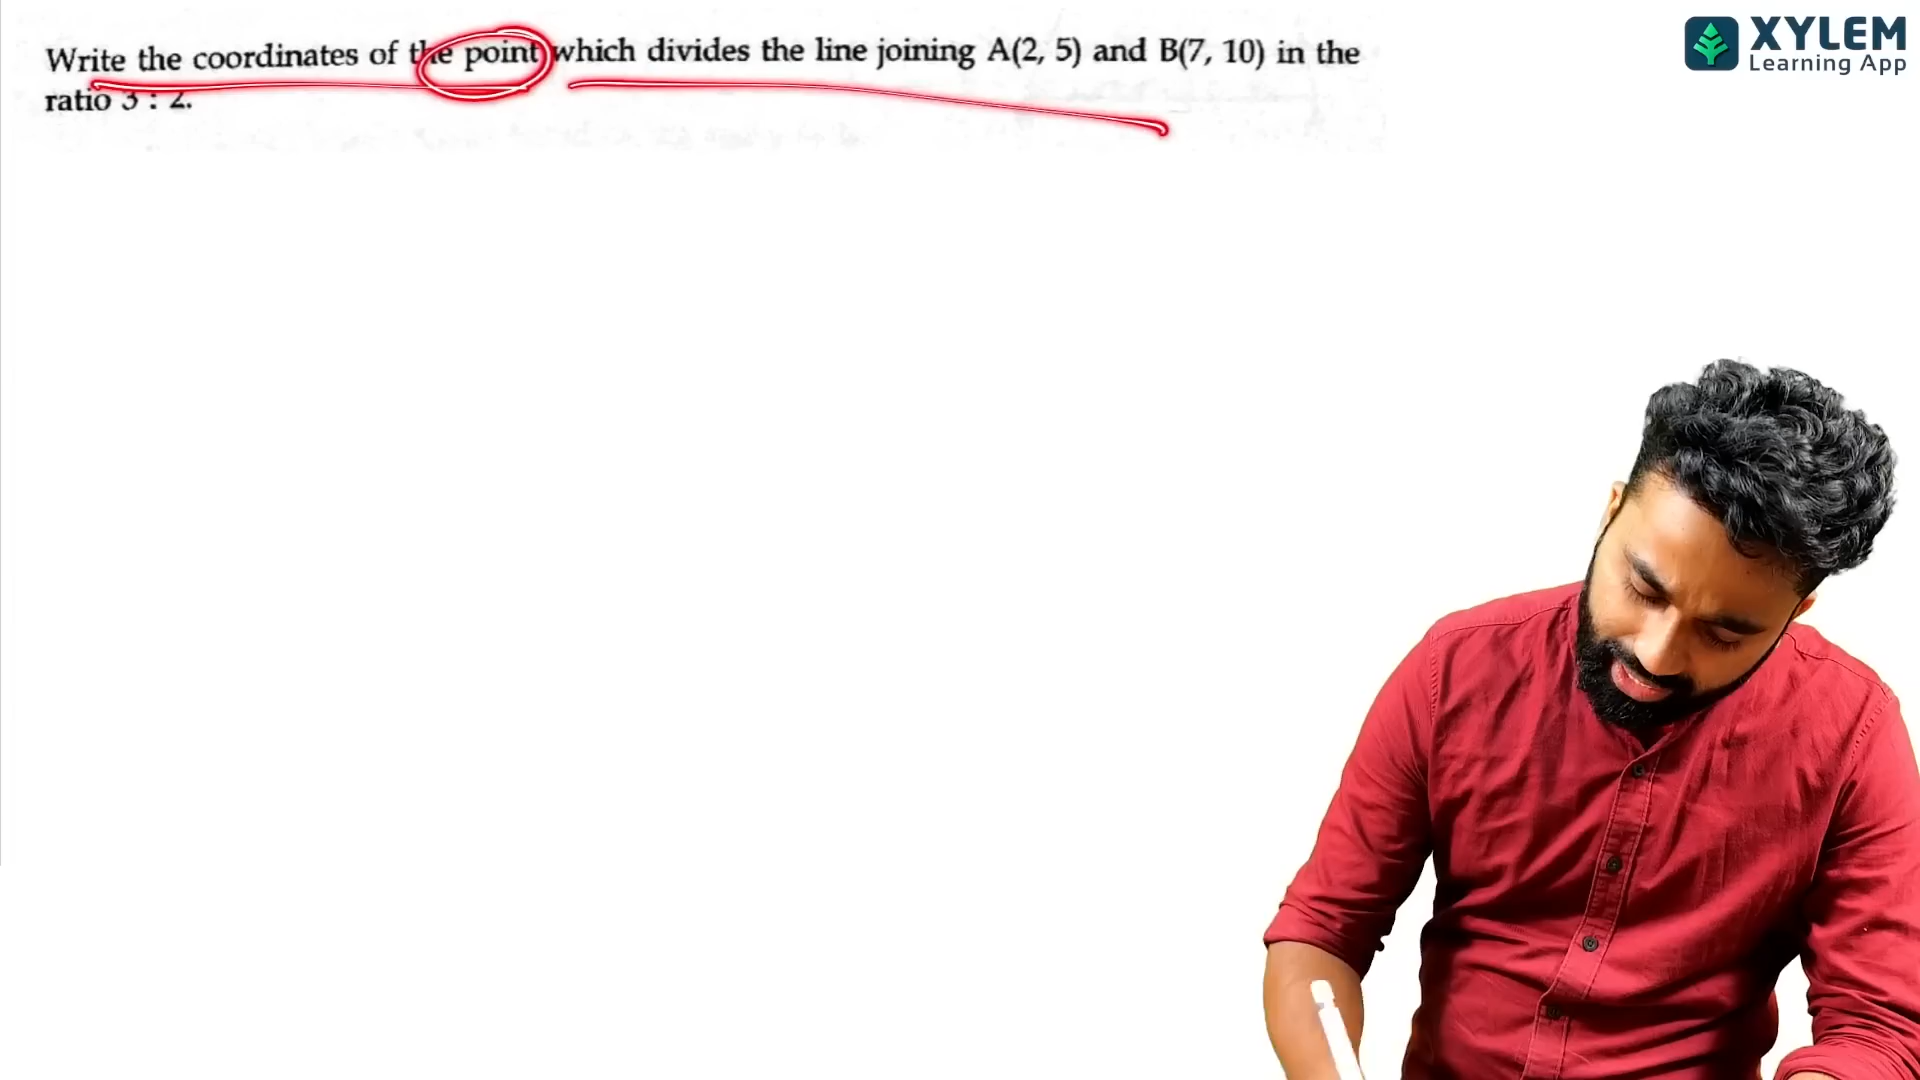 Write the coordinates of the point which divides the line joining A(2, 5) and B(7, 10) in the
ratio 3 : 2.
XYLEM
Learning App